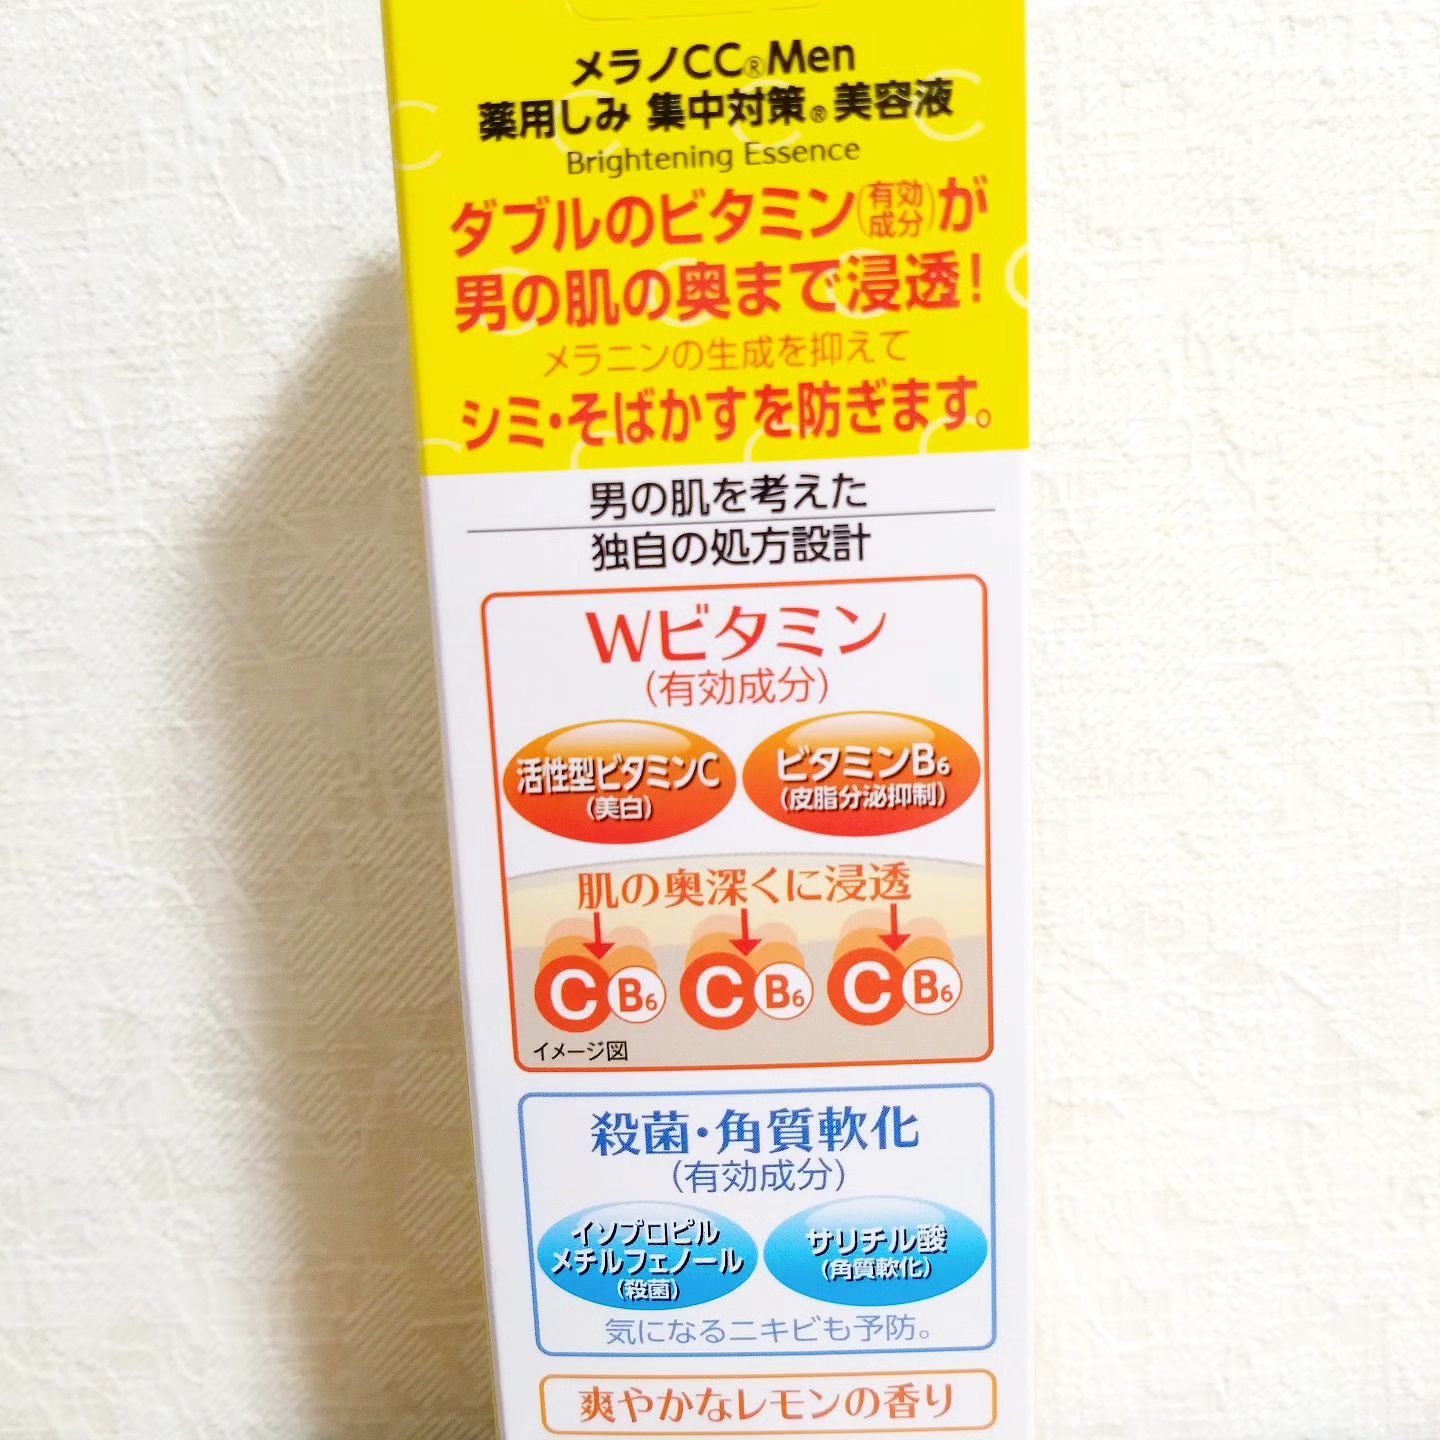 メラノCC®Men
薬用しみ 集中対策® 美容液
Brightening Essence
ダブルのビタミン(有効成分)が
男の肌の奥まで浸透!
メラニンの生成を抑えて
シミ・そばかすを防ぎます。
男の肌を考えた
独自の処方設計
Wビタミン
(有効成分)
活性型ビタミンC
(美白)
ビタミンB6
(皮脂分泌抑制)
肌の奥深くに浸透
C B6 C B6 C B6
イメージ図
殺菌・角質軟化
(有効成分)
イソプロピル
メチルフェノール
(殺菌)
サリチル酸
(角質軟化)
気になるニキビも予防。
爽やかなレモンの香り